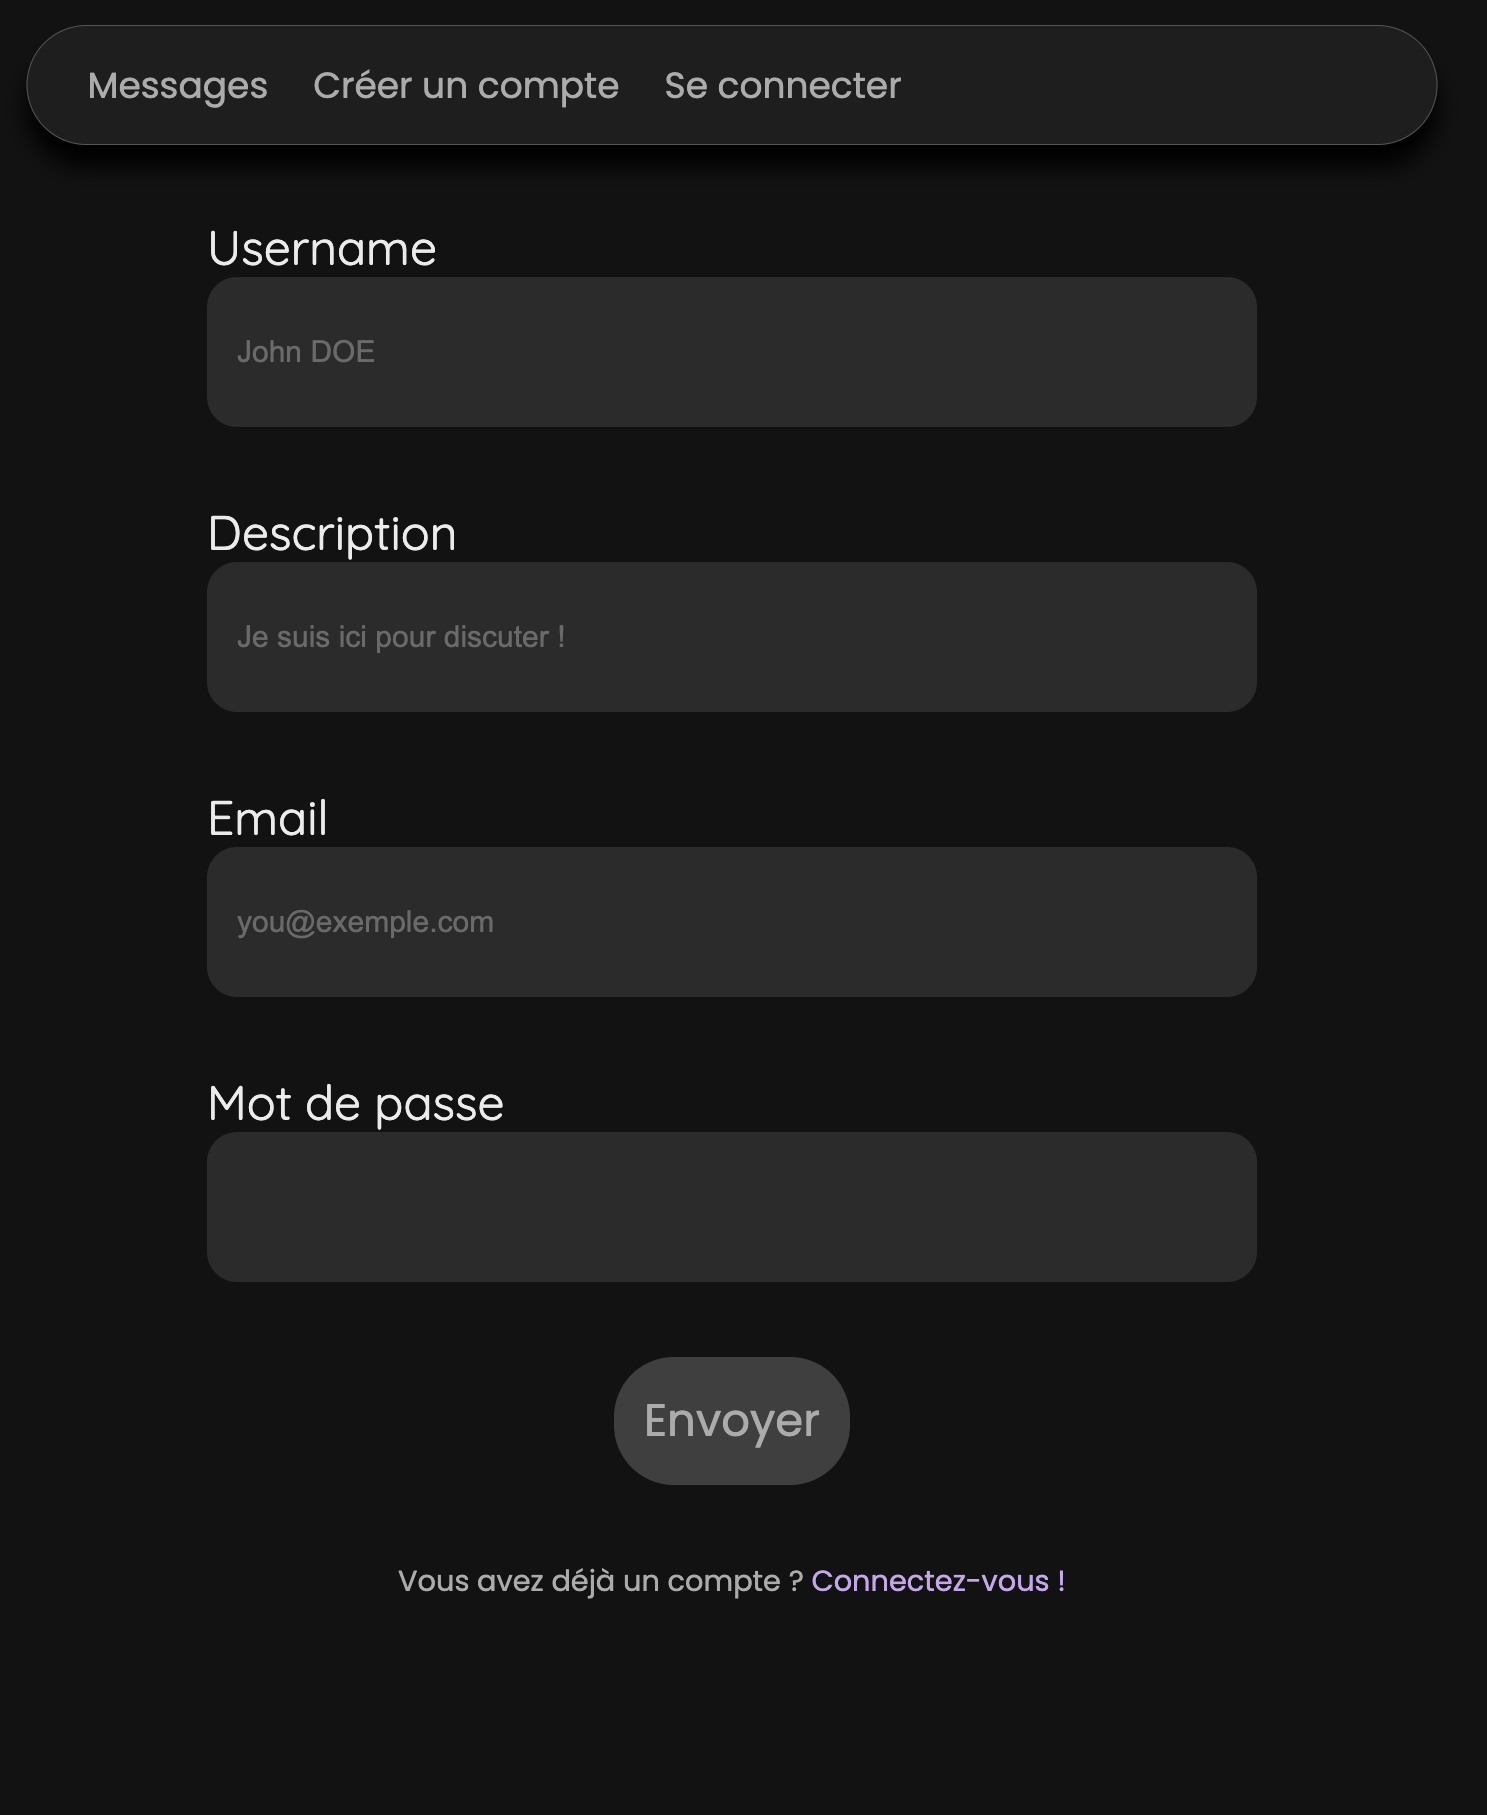 Messages Créer un compte Se connecter
Username
John DOE
Description
Je suis ici pour discuter !
Email
you@exemple.com
Mot de passe
Envoyer
Vous avez déjà un compte ? Connectez-vous !